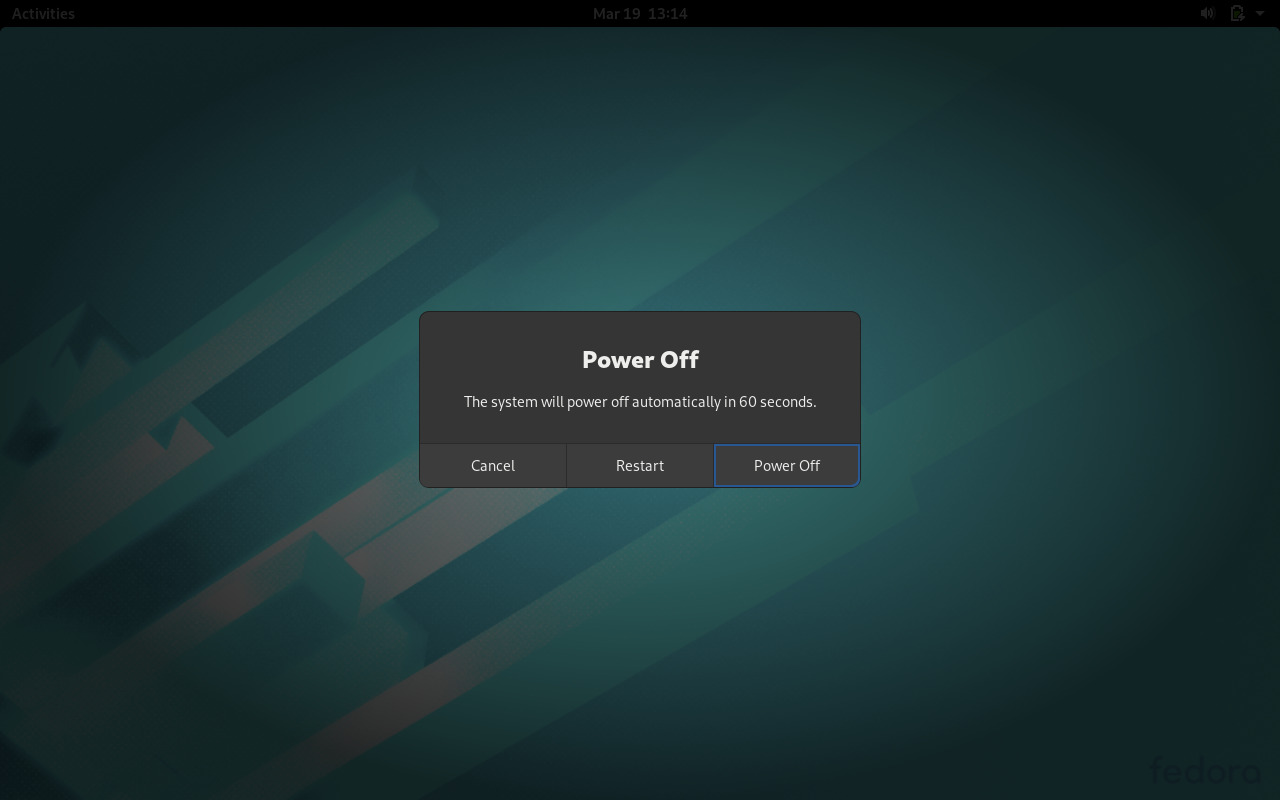 Activities
Mar 19 13:14
Power Off
The system will power off automatically in 60 seconds.
Cancel
Restart
Power Off
fedora